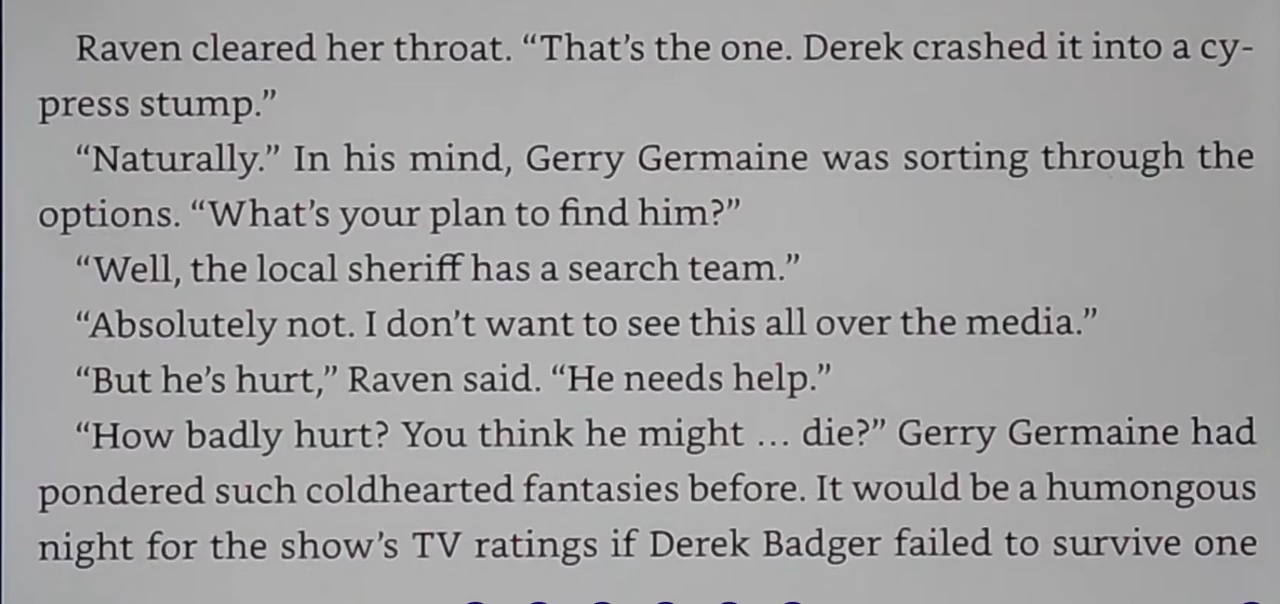 Raven cleared her throat. “That’s the one. Derek crashed it into a cy-
press stump.”
“Naturally.” In his mind, Gerry Germaine was sorting through the
options. “What’s your plan to find him?”
“Well, the local sheriff has a search team.”
“Absolutely not. I don’t want to see this all over the media.”
“But he’s hurt,” Raven said. “He needs help.”
“How badly hurt? You think he might … die?” Gerry Germaine had
pondered such coldhearted fantasies before. It would be a humongous
night for the show’s TV ratings if Derek Badger failed to survive one